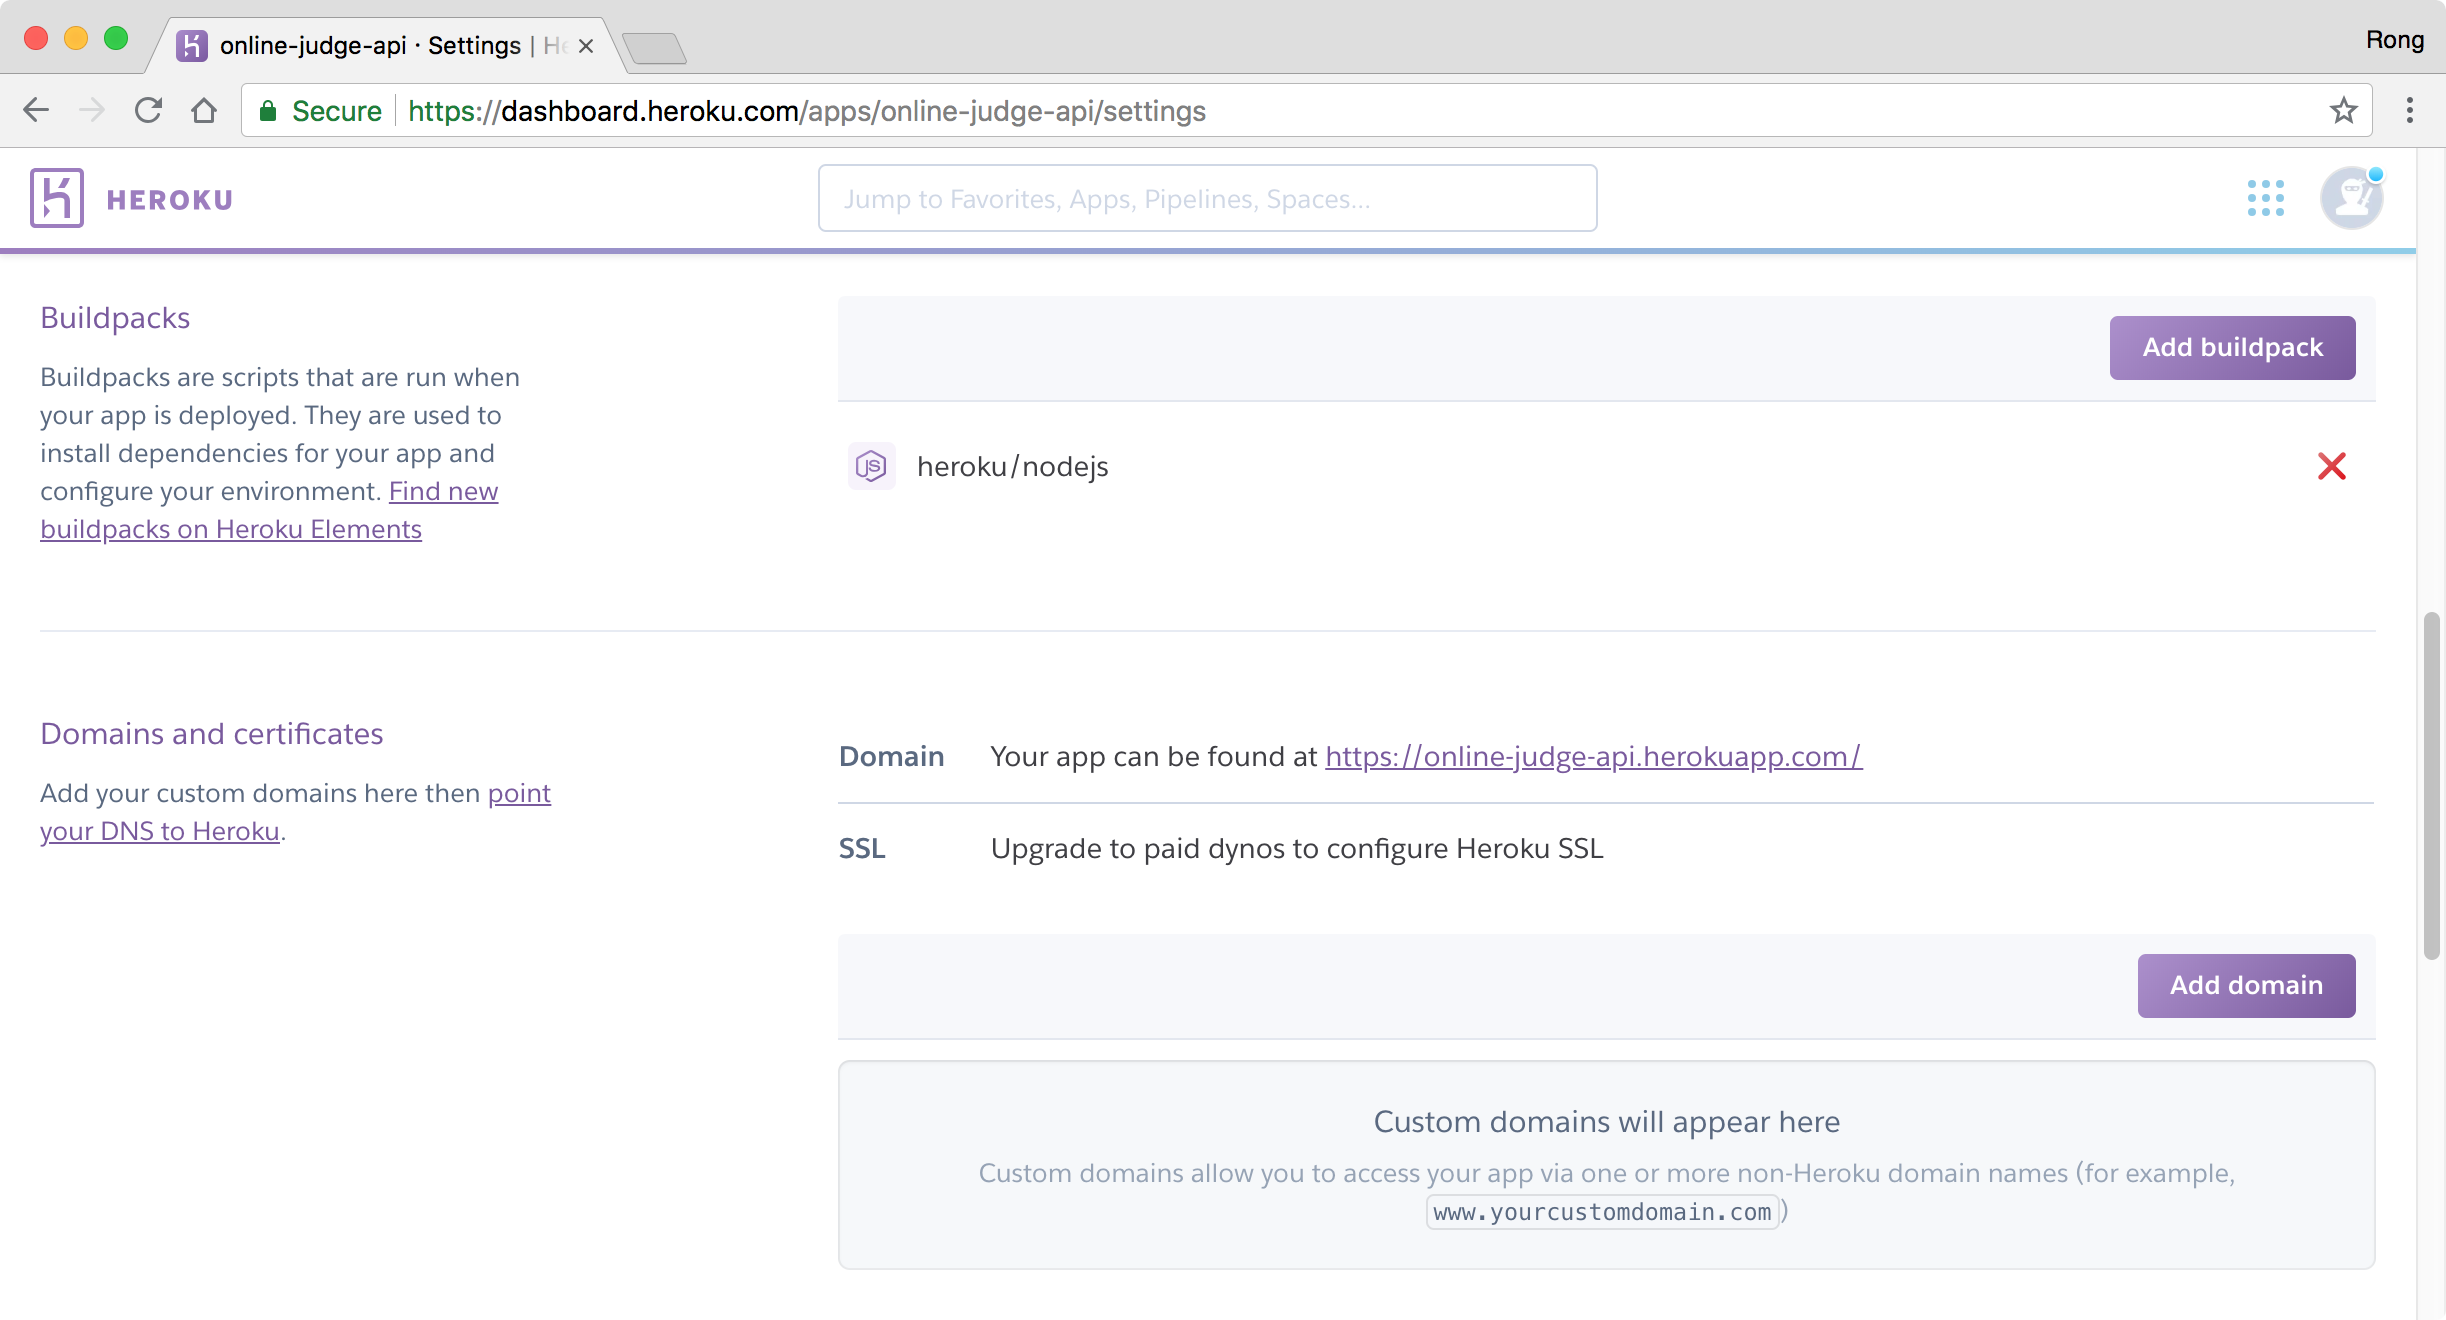 online-judge-api · Settings | He
Rong
Secure
https://dashboard.heroku.com/apps/online-judge-api/settings
HEROKU
Jump to Favorites, Apps, Pipelines, Spaces...
Buildpacks
Add buildpack
Buildpacks are scripts that are run when
your app is deployed. They are used to
install dependencies for your app and
configure your environment. Find new
buildpacks on Heroku Elements
JS
heroku/nodejs
Domains and certificates
Add your custom domains here then point
your DNS to Heroku.
Domain Your app can be found at https://online-judge-api.herokuapp.com/
SSL Upgrade to paid dynos to configure Heroku SSL
Add domain
Custom domains will appear here
Custom domains allow you to access your app via one or more non-Heroku domain names (for example,
www.yourcustomdomain.com)